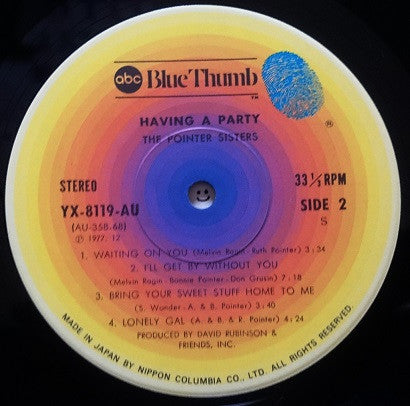 abc Blue Thumb ™
HAVING A PARTY
THE POINTER SISTERS
®
STEREO
33 1/3 RPM
YX-8119-AU
SIDE 2
(AU-358-68)
S
Ⓟ 1977. 12
1. WAITING ON YOU (Melvin Ragin - Ruth Pointer) 3:34
2. I'LL GET BY WITHOUT YOU
(Melvin Ragin - Bonnie Pointer - Don Grusin) 7:18
3. BRING YOUR SWEET STUFF HOME TO ME
(S. Wonder - A. & B. Pointer) 3:40
4. LONELY GAL (A. & B. & R. Pointer) 4:24
PRODUCED BY DAVID RUBINSON &
FRIENDS, INC.
MADE IN JAPAN BY NIPPON COLUMBIA CO., LTD. ALL RIGHTS RESERVED.